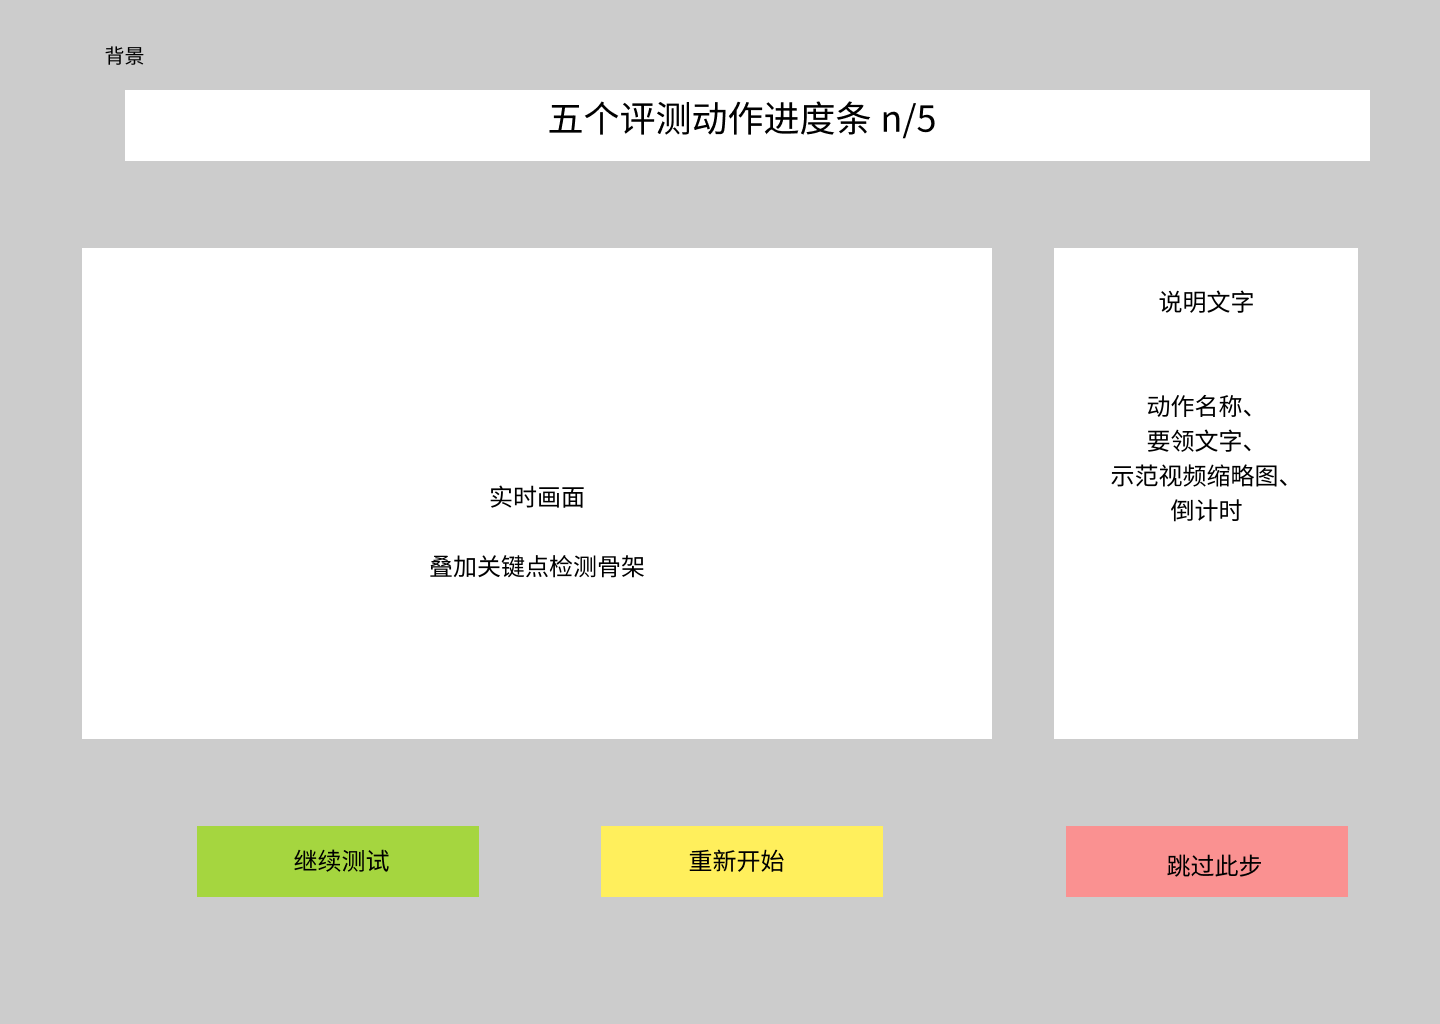 背景
五个评测动作进度条 n/5
实时画面
叠加关键点检测骨架
说明文字
动作名称、
要领文字、
示范视频缩略图、
倒计时
继续测试
重新开始
跳过此步